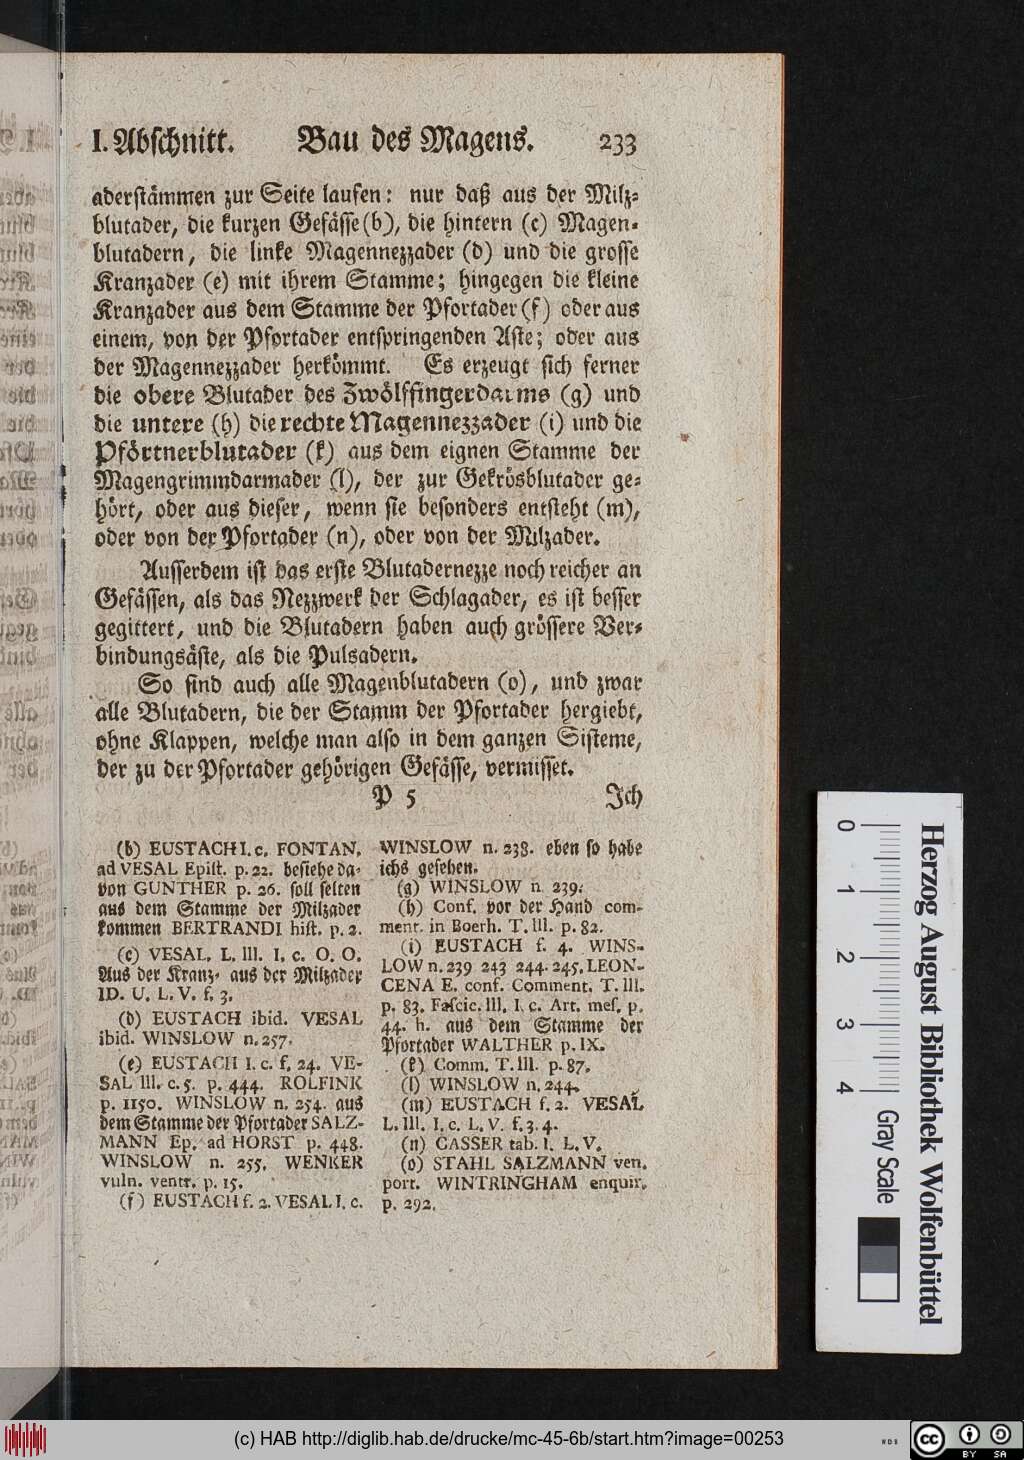 I. Abschnitt. Bau des Magens. 233
aderstämmen zur Seite laufen: nur daß aus der Milz-
blutader, die kurzen Gefässe (b), die hintern (c) Magen-
blutadern, die linke Magennezzader (d) und die grosse
Kranzader (e) mit ihrem Stamme; hingegen die kleine
Kranzader aus dem Stamme der Pfortader (f) oder aus
einem, von der Pfortader entspringenden Aste; oder aus
der Magennezzader herkömmt. Es erzeugt sich ferner
die obere Blutader des Zwölffingerdarms (g) und
die untere (h) die rechte Magennezzader (i) und die
Pförtnerblutader (k) aus dem eignen Stamme der
Magengrimmdarmader (l), der zur Gekrösblutader ge-
hört, oder aus dieser, wenn sie besonders entsteht (m),
oder von der Pfortader (n), oder von der Milzader.
Ausserdem ist das erste Blutadernezze noch reicher an
Gefässen, als das Nezzwerk der Schlagader, es ist besser
gegittert, und die Blutadern haben auch grössere Ver-
bindungsäste, als die Pulsadern.
So sind auch alle Magenblutadern (o), und zwar
alle Blutadern, die der Stamm der Pfortader hergiebt,
ohne Klappen, welche man also in dem ganzen Sisteme,
der zu der Pfortader gehörigen Gefässe, vermisset.
P 5 Ich
(b) EUSTACH I. c. FONTAN.
ad VESAL Epist. p. 22. besiehe da-
von GUNTHER p. 26. soll selten
aus dem Stamme der Milzader
kommen BERTRANDI hist. p. 2.
(c) VESAL. L. III. I. c. O. O.
Aus der Kranz- aus der Milzader
ID. U. L. V. f. 3.
(d) EUSTACH ibid. VESAL
ibid. WINSLOW n. 257.
(e) EUSTACH I. c. f. 24. VE-
SAL III. c. 5. p. 444. ROLFINK
p. 1150. WINSLOW n. 254. aus
dem Stamme der Pfortader SALZ-
MANN Ep. ad HORST p. 448.
WINSLOW n. 255. WENKER
vuln. ventr. p. 15.
(f) EUSTACH f. 2. VESAL I. c.
WINSLOW n. 238. eben so habe
ichs gesehen.
(g) WINSLOW n. 239.
(h) Conf. vor der Hand com-
ment. in Boerh. T. III. p. 82.
(i) EUSTACH f. 4. WINS-
LOW n. 239 243 244. 245. LEON-
CENA E. conf. Comment. T. III.
p. 83. Fascic. III. I. c. Art. mes. p.
44. h. aus dem Stamme der
Pfortader WALTHER p. IX.
(k) Comm. T. III. p. 87.
(l) WINSLOW n. 244.
(m) EUSTACH f. 2. VESAL
L. III. I. c. L. V. f. 3. 4.
(n) CASSER tab. I. L. V.
(o) STAHL SALZMANN ven.
port. WINTRINGHAM enquir.
p. 292.
0 1 2 3 4 Gray Scale
Herzog August Bibliothek Wolfenbüttel
(c) HAB http://diglib.hab.de/drucke/mc-45-6b/start.htm?image=00253
cc BY SA